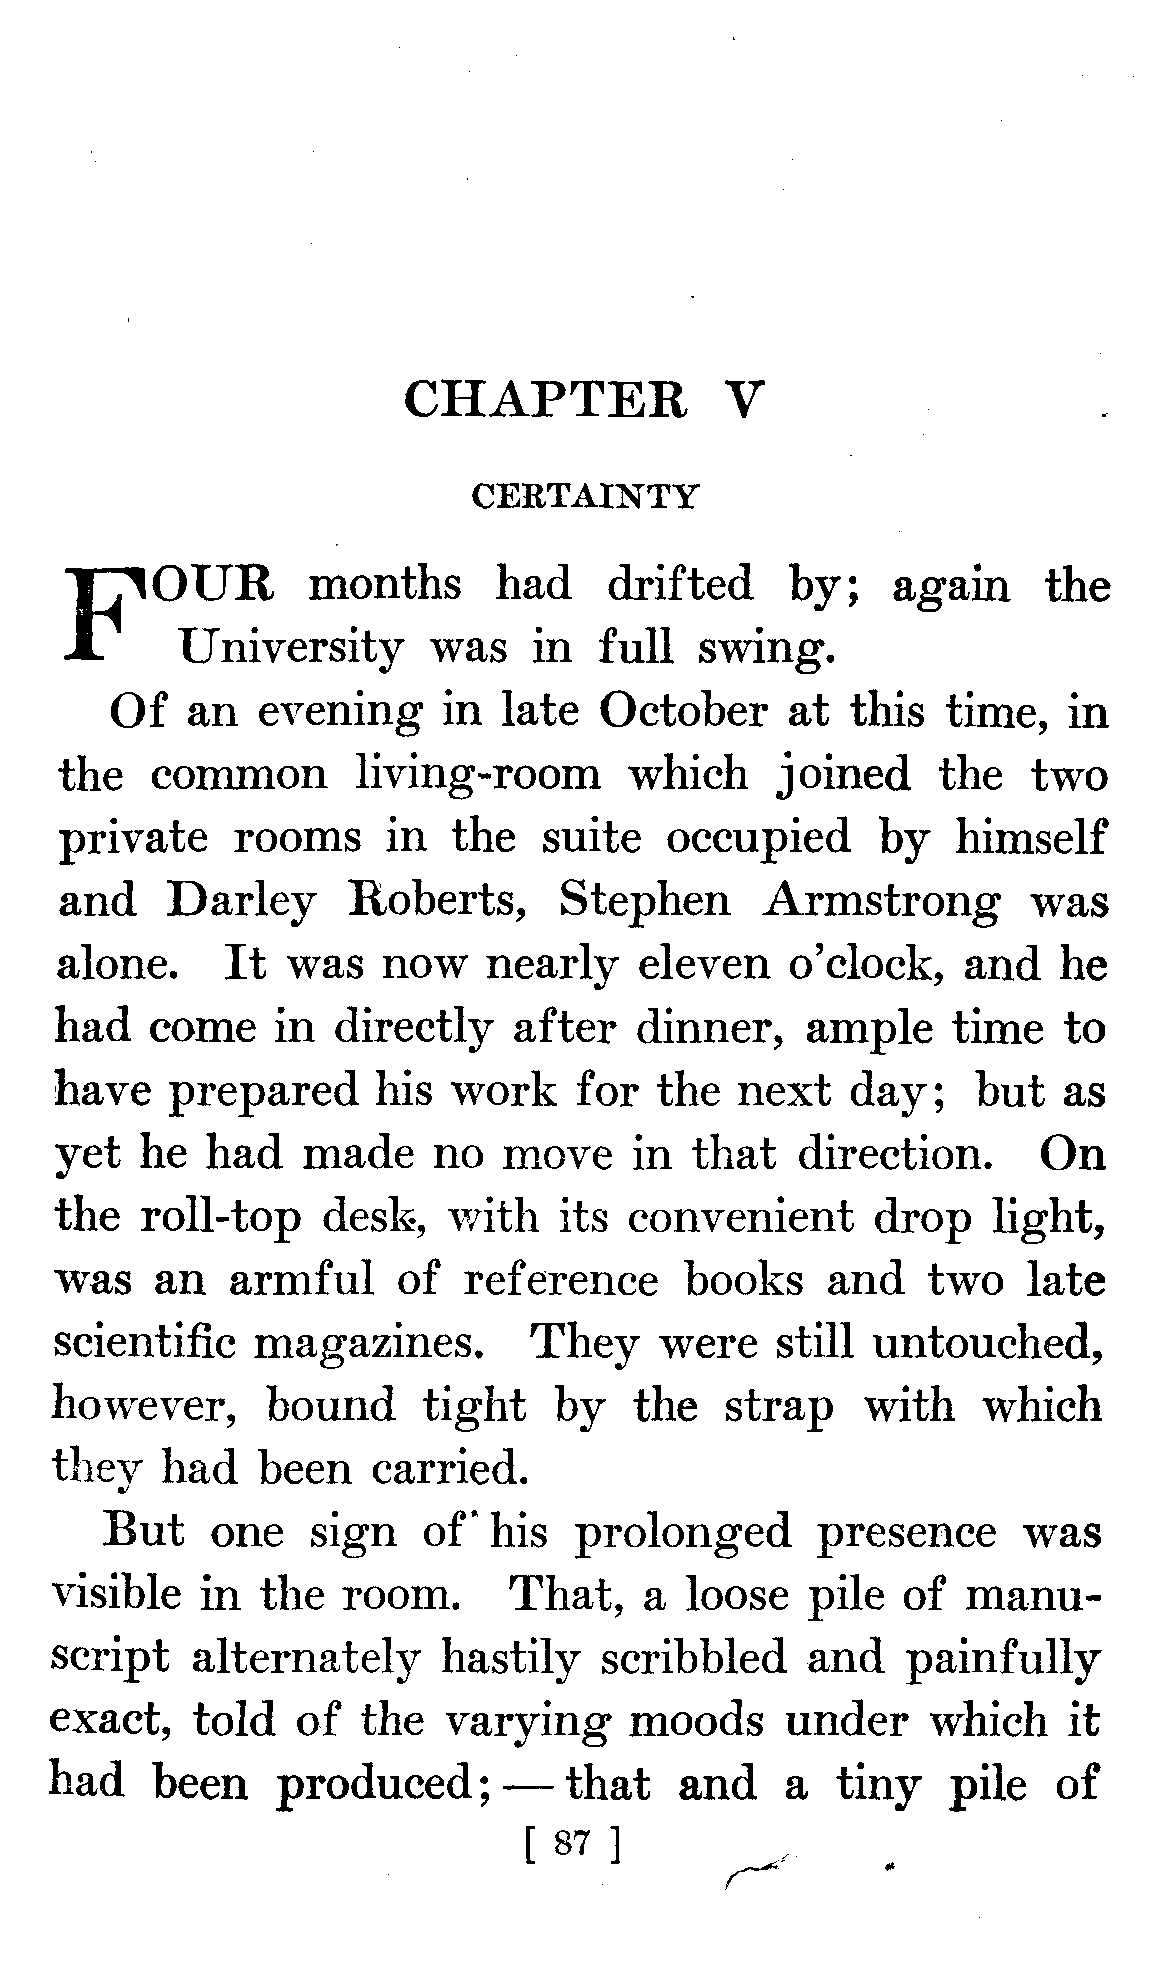 CHAPTER V
CERTAINTY
FOUR months had drifted by; again the
University was in full swing.
Of an evening in late October at this time, in
the common living-room which joined the two
private rooms in the suite occupied by himself
and Darley Roberts, Stephen Armstrong was
alone. It was now nearly eleven o'clock, and he
had come in directly after dinner, ample time to
have prepared his work for the next day; but as
yet he had made no move in that direction. On
the roll-top desk, with its convenient drop light,
was an armful of reference books and two late
scientific magazines. They were still untouched,
however, bound tight by the strap with which
they had been carried.
But one sign of his prolonged presence was
visible in the room. That, a loose pile of manu-
script alternately hastily scribbled and painfully
exact, told of the varying moods under which it
had been produced; — that and a tiny pile of
[ 87 ]